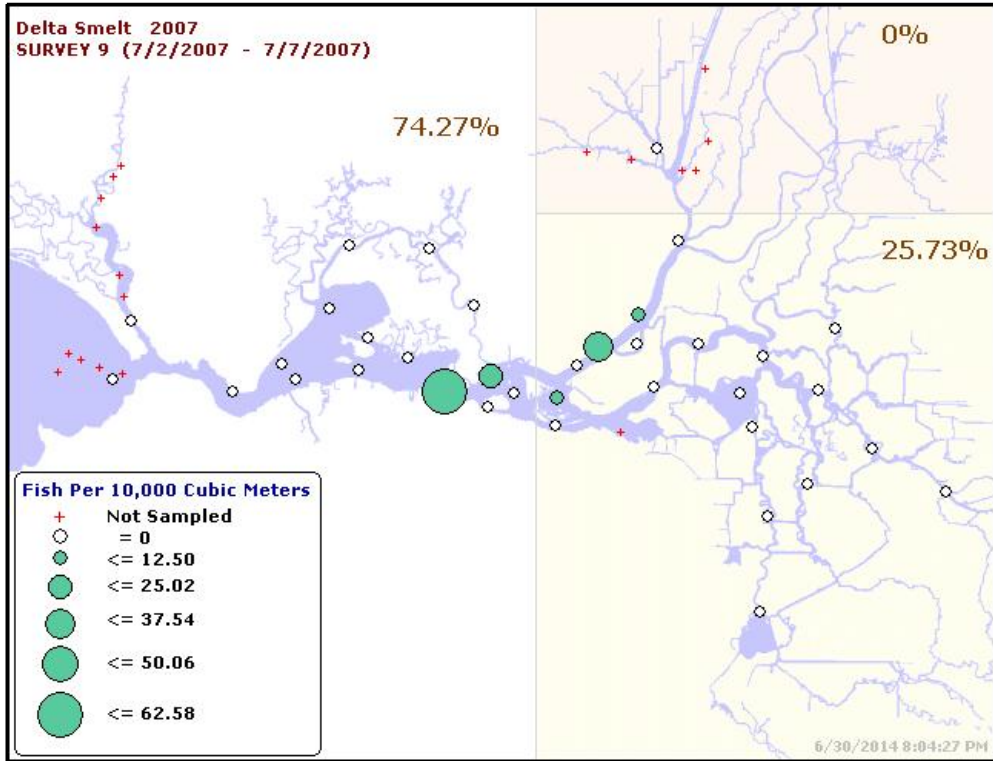 Delta Smelt 2007
SURVEY 9 (7/2/2007 - 7/7/2007)
0%
74.27%
25.73%
Fish Per 10,000 Cubic Meters
Not Sampled
= 0
<= 12.50
<= 25.02
<= 37.54
<= 50.06
<= 62.58
6/30/2014 8:04:27 PM